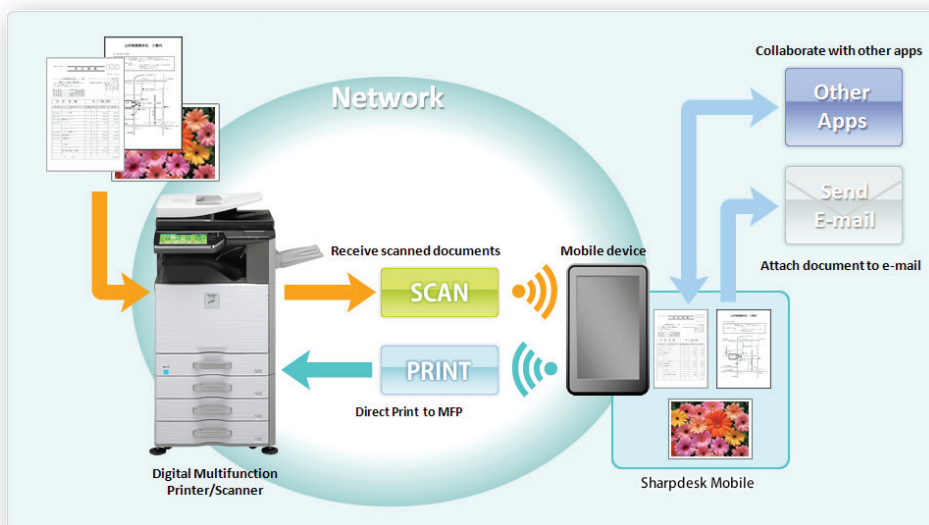 Collaborate with other apps
Network
Other
Apps
Send
E-mail
Receive scanned documents
Mobile device
Attach document to e-mail
SCAN
PRINT
Direct Print to MFP
Digital Multifunction
Printer/Scanner
Sharpdesk Mobile